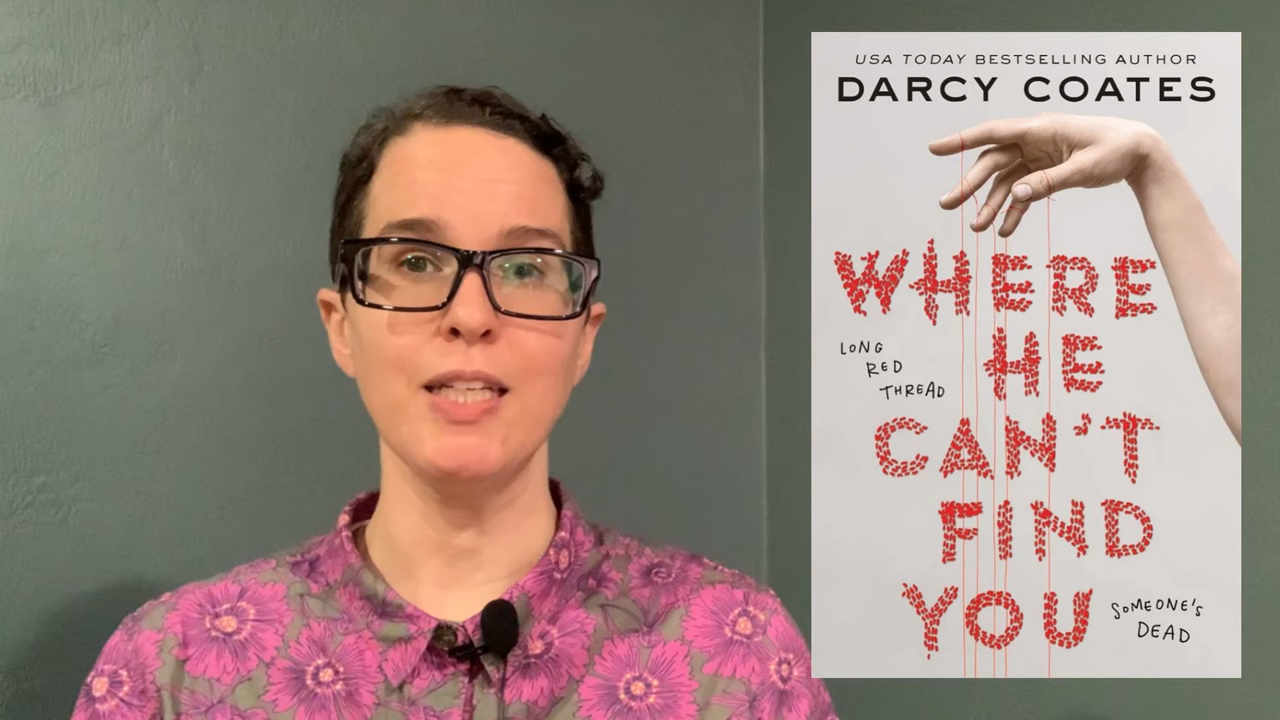 USA TODAY BESTSELLING AUTHOR
DARCY COATES
WHERE
HE
LONG
RED
THREAD
CAN'T
FIND
YOU
SOMEONE'S
DEAD